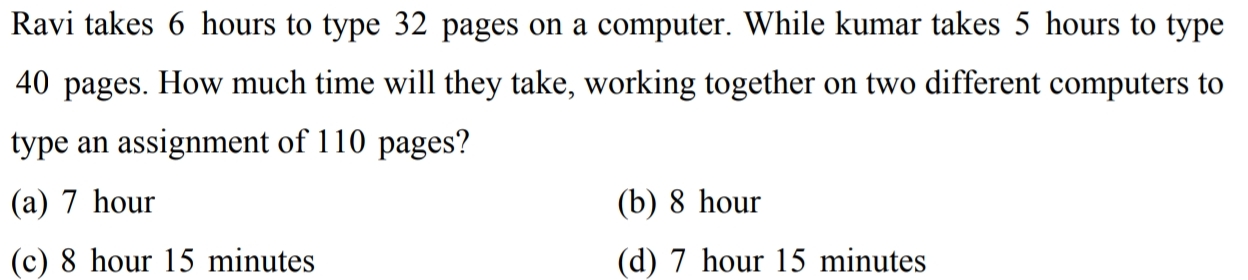 Ravi takes 6 hours to type 32 pages on a computer. While kumar takes 5 hours to type
40 pages. How much time will they take, working together on two different computers to
type an assignment of 110 pages?
(a) 7 hour (b) 8 hour
(c) 8 hour 15 minutes (d) 7 hour 15 minutes